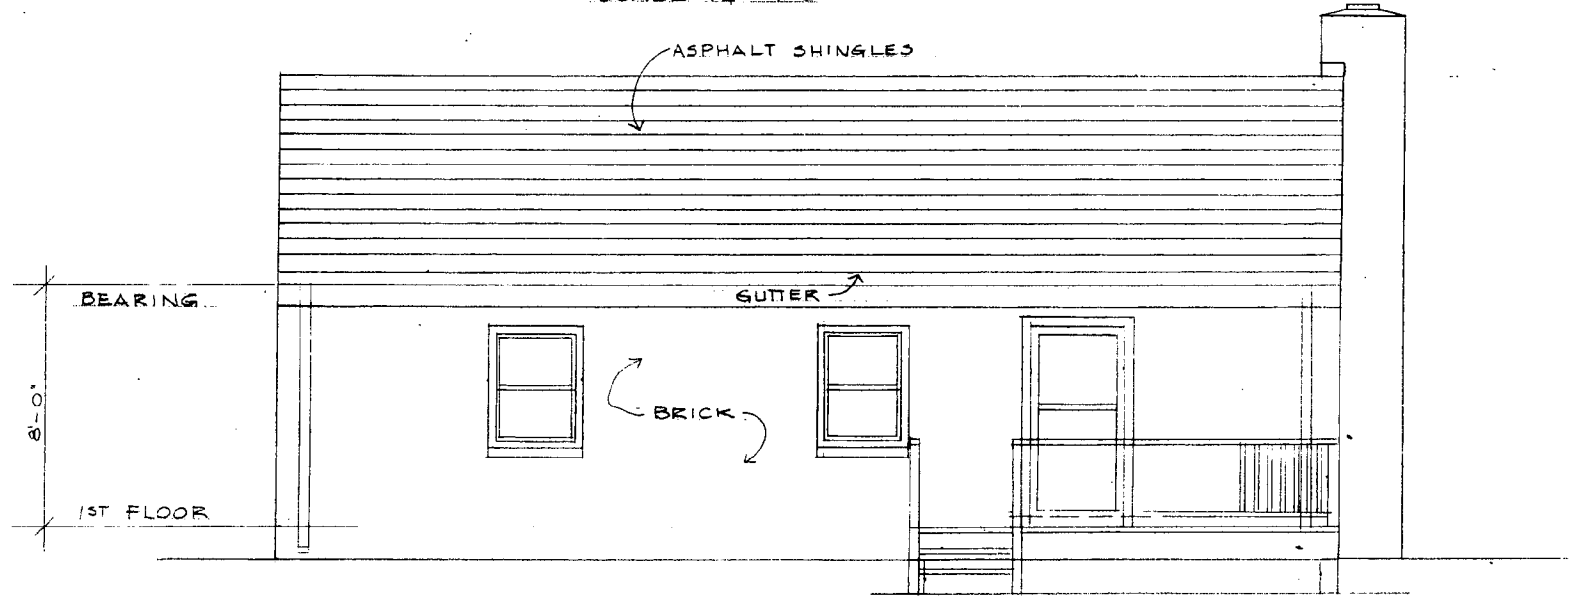 ASPHALT SHINGLES
BEARING
GUTTER
8'-0"
BRICK
1ST FLOOR